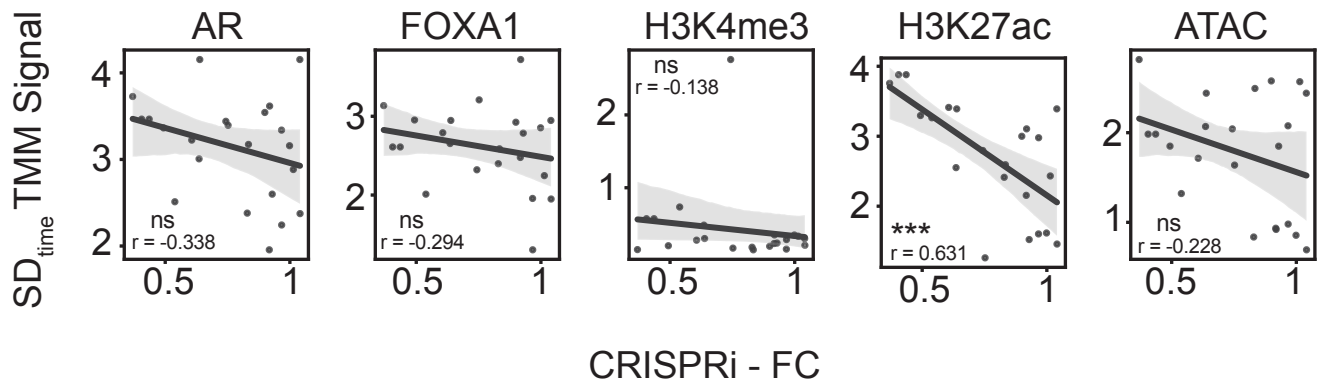 AR FOXA1 H3K4me3 H3K27ac ATAC
SDtime TMM Signal
4
3
2
ns
r = -0.338
0.5 1
3
2
ns
r = -0.294
0.5 1
2
1
ns
r = -0.138
0.5 1
4
3
2
***
r = 0.631
0.5 1
2
1
ns
r = -0.228
0.5 1
CRISPRi - FC